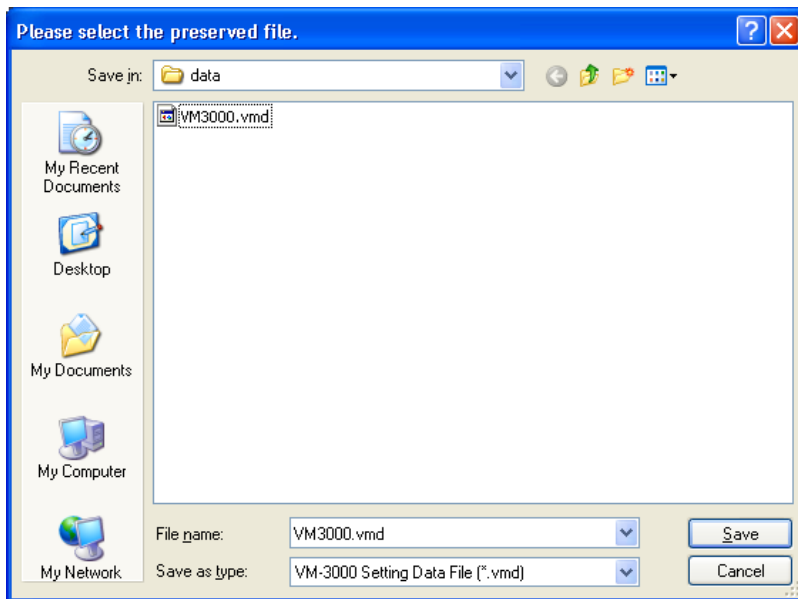 Please select the preserved file.
Save in:
data
VM3000.vmd
My Recent
Documents
Desktop
My Documents
My Computer
My Network
File name:
VM3000.vmd
Save
Save as type:
VM-3000 Setting Data File (*.vmd)
Cancel